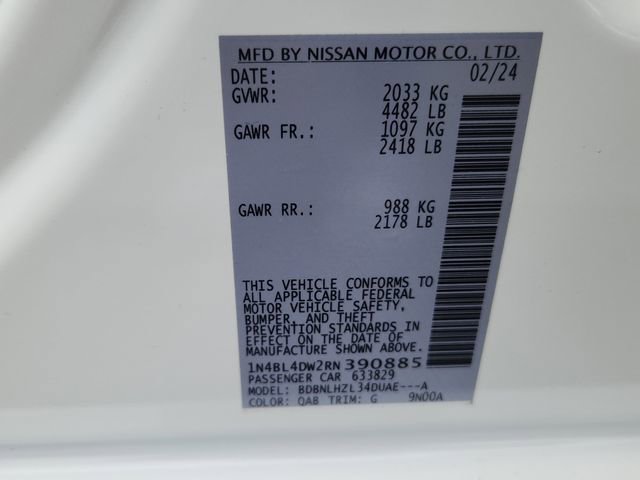 MFD BY NISSAN MOTOR CO., LTD.
DATE: 02/24
GVWR: 2033 KG
4482 LB
GAWR FR.: 1097 KG
2418 LB
GAWR RR.: 988 KG
2178 LB
THIS VEHICLE CONFORMS TO
ALL APPLICABLE FEDERAL
MOTOR VEHICLE SAFETY,
BUMPER, AND THEFT
PREVENTION STANDARDS IN
EFFECT ON THE DATE OF
MANUFACTURE SHOWN ABOVE.
1N4BL4DW2RN390885
PASSENGER CAR 633829
MODEL: BDBNLHZL34DUAE---A
COLOR: QAB TRIM: G 9N00A